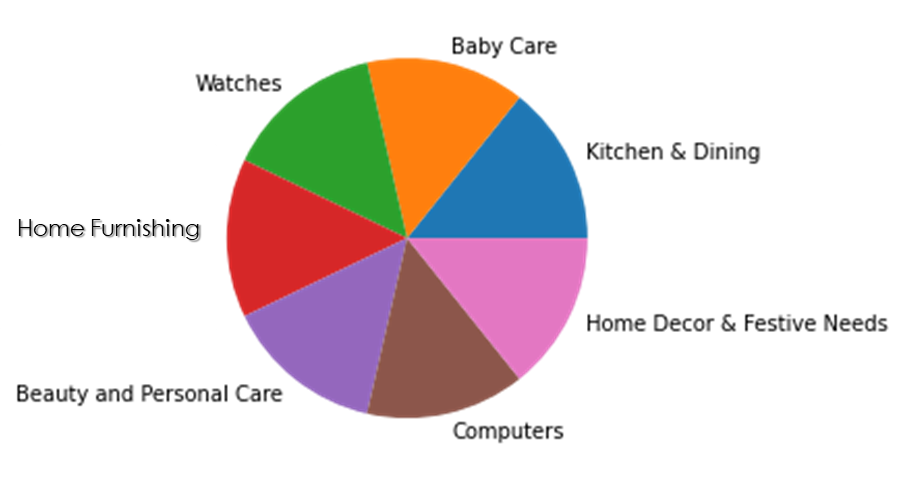 Baby Care
Watches
Kitchen & Dining
Home Furnishing
Home Decor & Festive Needs
Beauty and Personal Care
Computers